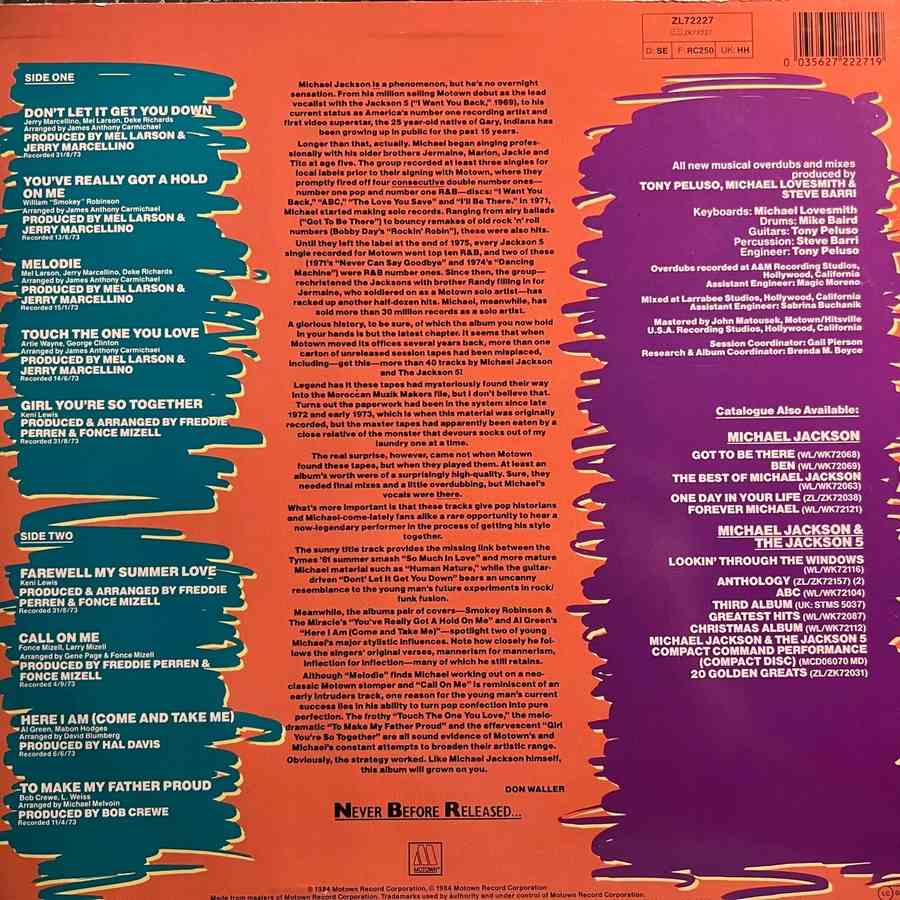 ZL72227
ZK72227
D: SE F: RC250 UK: HH
0 035627 222719
SIDE ONE
DON'T LET IT GET YOU DOWN
Jerry Marcellino, Mel Larson, Deke Richards
Arranged by James Anthony Carmichael
PRODUCED BY MEL LARSON &
JERRY MARCELLINO
Recorded 31/8/73
YOU'VE REALLY GOT A HOLD
ON ME
William "Smokey" Robinson
Arranged by James Anthony Carmichael
PRODUCED BY MEL LARSON &
JERRY MARCELLINO
Recorded 13/6/73
MELODIE
Mel Larson, Jerry Marcellino, Deke Richards
Arranged by James Anthony Carmichael
PRODUCED BY MEL LARSON &
JERRY MARCELLINO
Recorded 15/1/73
TOUCH THE ONE YOU LOVE
Artie Wayne, George Clinton
Arranged by James Anthony Carmichael
PRODUCED BY MEL LARSON &
JERRY MARCELLINO
Recorded 14/6/73
GIRL YOU'RE SO TOGETHER
Keni Lewis
PRODUCED & ARRANGED BY FREDDIE
PERREN & FONCE MIZELL
Recorded 31/8/73
SIDE TWO
FAREWELL MY SUMMER LOVE
Keni Lewis
PRODUCED & ARRANGED BY FREDDIE
PERREN & FONCE MIZELL
Recorded 31/8/73
CALL ON ME
Fonce Mizell, Larry Mizell
Arranged by Gene Page & Fonce Mizell
PRODUCED BY FREDDIE PERREN &
FONCE MIZELL
Recorded 4/9/73
HERE I AM (COME AND TAKE ME)
Al Green, Mabon Hodges
Arranged by David Blumberg
PRODUCED BY HAL DAVIS
Recorded 6/6/73
TO MAKE MY FATHER PROUD
Bob Crewe, L. Weiss
Arranged by Michael Melvoin
PRODUCED BY BOB CREWE
Recorded 11/4/73
Michael Jackson is a phenomenon, but he's no overnight
sensation. From his million selling Motown debut as the lead
vocalist with the Jackson 5 ("I Want You Back," 1969), to his
current status as America's number one recording artist and
first video superstar, the 25 year-old native of Gary, Indiana has
been growing up in public for the past 15 years.
Longer than that, actually. Michael began singing profes-
sionally with his older brothers Jermaine, Marlon, Jackie and
Tito at age five. The group recorded at least three singles for
local labels prior to their signing with Motown, where they
promptly fired off four consecutive double number ones—
number one pop and number one R&B—discs: "I Want You
Back," "ABC," "The Love You Save" and "I'll Be There." In 1971,
Michael started making solo records. Ranging from airy ballads
("Got To Be There") to bouncy remakes of old rock 'n' roll
numbers (Bobby Day's "Rockin' Robin"), these were also hits.
Until they left the label at the end of 1975, every Jackson 5
single recorded for Motown went top ten R&B, and two of these
(1971's "Never Can Say Goodbye" and 1974's "Dancing
Machine") were R&B number ones. Since then, the group—
rechristened the Jacksons with brother Randy filling in for
Jermaine, who soldiered on as a Motown solo artist—has
racked up another half-dozen hits. Michael, meanwhile, has
sold more than 30 million records as a solo artist.
A glorious history, to be sure, of which the album you now hold
in your hands is but the latest chapter. It seems that when
Motown moved its offices several years back, more than one
carton of unreleased session tapes had been misplaced,
including—get this—more than 40 tracks by Michael Jackson
and The Jackson 5!
Legend has it these tapes had mysteriously found their way
into the Moroccan Muzik Makers file, but I don't believe that.
Turns out the paperwork had been in the system since late
1972 and early 1973, which is when this material was originally
recorded, but the master tapes had apparently been eaten by a
close relative of the monster that devours socks out of my
laundry one at a time.
The real surprise, however, came not when Motown
found these tapes, but when they played them. At least an
album's worth were of a surprisingly high-quality. Sure, they
needed final mixes and a little overdubbing, but Michael's
vocals were there.
What's more important is that these tracks give pop historians
and Michael-come-lately fans alike a rare opportunity to hear a
now-legendary performer in the process of getting his style
together.
The sunny title track provides the missing link between the
Tymes '61 summer smash "So Much In Love" and more mature
Michael material such as "Human Nature," while the guitar-
driven "Dont' Let It Get You Down" bears an uncanny
resemblance to the young man's future experiments in rock/
funk fusion.
Meanwhile, the albums pair of covers—Smokey Robinson &
The Miracle's "You've Really Got A Hold On Me" and Al Green's
"Here I Am (Come and Take Me)"—spotlight two of young
Michael's major stylistic influences. Note how closely he fol-
lows the singers' original verses, mannerism for mannerism,
inflection for inflection—many of which he still retains.
Although "Melodie" finds Michael working out on a neo-
classic Motown stomper and "Call On Me" is reminiscent of an
early Intruders track, one reason for the young man's current
success lies in his ability to turn pop confection into pure
perfection. The frothy "Touch The One You Love," the melo-
dramatic "To Make My Father Proud" and the effervescent "Girl
You're So Together" are all sound evidence of Motown's and
Michael's constant attempts to broaden their artistic range.
Obviously, the strategy worked. Like Michael Jackson himself,
this album will grown on you.
DON WALLER
NEVER BEFORE RELEASED...
MOTOWN
All new musical overdubs and mixes
produced by
TONY PELUSO, MICHAEL LOVESMITH &
STEVE BARRI
Keyboards: Michael Lovesmith
Drums: Mike Baird
Guitars: Tony Peluso
Percussion: Steve Barri
Engineer: Tony Peluso
Overdubs recorded at A&M Recording Studios,
Hollywood, California
Assistant Engineer: Magic Moreno
Mixed at Larrabee Studios, Hollywood, California
Assistant Engineer: Sabrina Buchanik
Mastered by John Matousek, Motown/Hitsville
U.S.A. Recording Studios, Hollywood, California
Session Coordinator: Gail Pierson
Research & Album Coordinator: Brenda M. Boyce
Catalogue Also Available:
MICHAEL JACKSON
GOT TO BE THERE (WL/WK72068)
BEN (WL/WK72069)
THE BEST OF MICHAEL JACKSON
(WL/WK72063)
ONE DAY IN YOUR LIFE (ZL/ZK72038)
FOREVER MICHAEL (WL/WK72121)
MICHAEL JACKSON &
THE JACKSON 5
LOOKIN' THROUGH THE WINDOWS
(WL/WK72116)
ANTHOLOGY (ZL/ZK72157) (2)
ABC (WL/WK72104)
THIRD ALBUM (UK: STMS 5037)
GREATEST HITS (WL/WK72087)
CHRISTMAS ALBUM (WL/WK72112)
MICHAEL JACKSON & THE JACKSON 5
COMPACT COMMAND PERFORMANCE
(COMPACT DISC) (MCD06070 MD)
20 GOLDEN GREATS (ZL/ZK72031)
℗ 1984 Motown Record Corporation, © 1984 Motown Record Corporation
Made from masters of Motown Record Corporation. Trademarks used by authority and under control of Motown Record Corporation.
LC